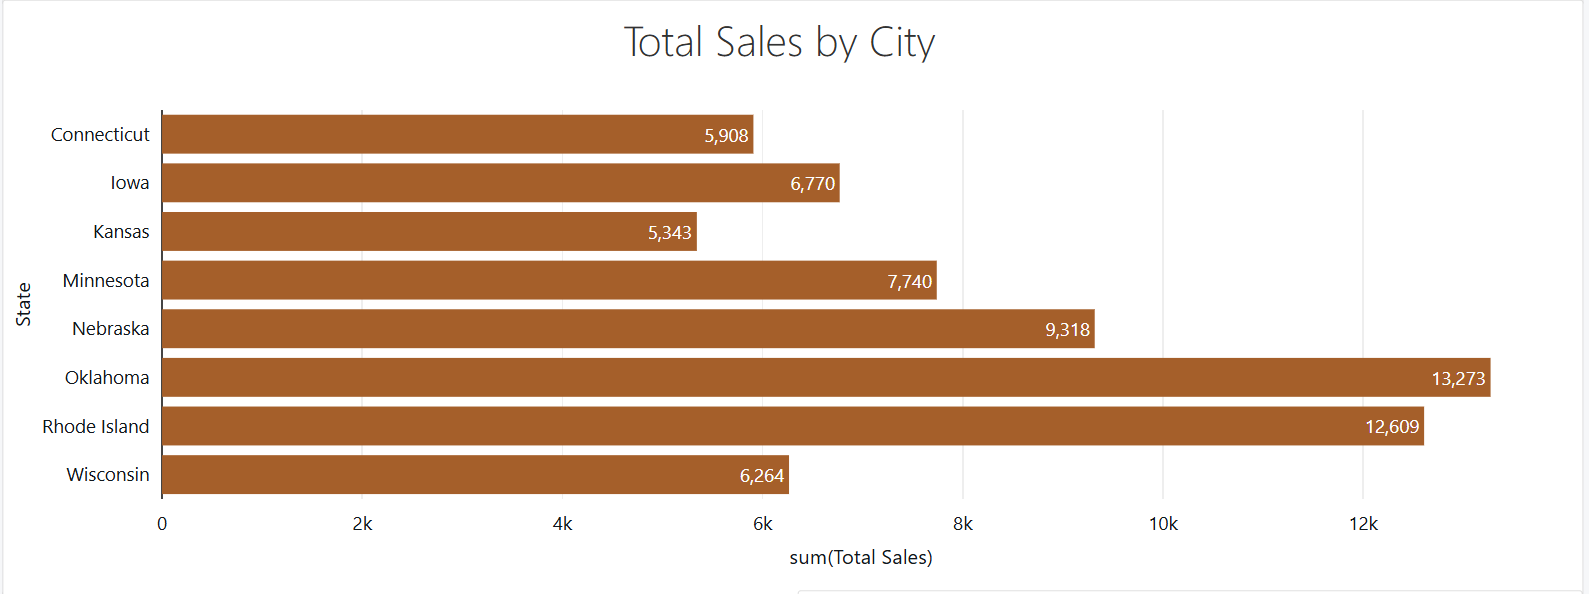 Total Sales by City
State
Connecticut 5,908
Iowa 6,770
Kansas 5,343
Minnesota 7,740
Nebraska 9,318
Oklahoma 13,273
Rhode Island 12,609
Wisconsin 6,264
0 2k 4k 6k 8k 10k 12k
sum(Total Sales)